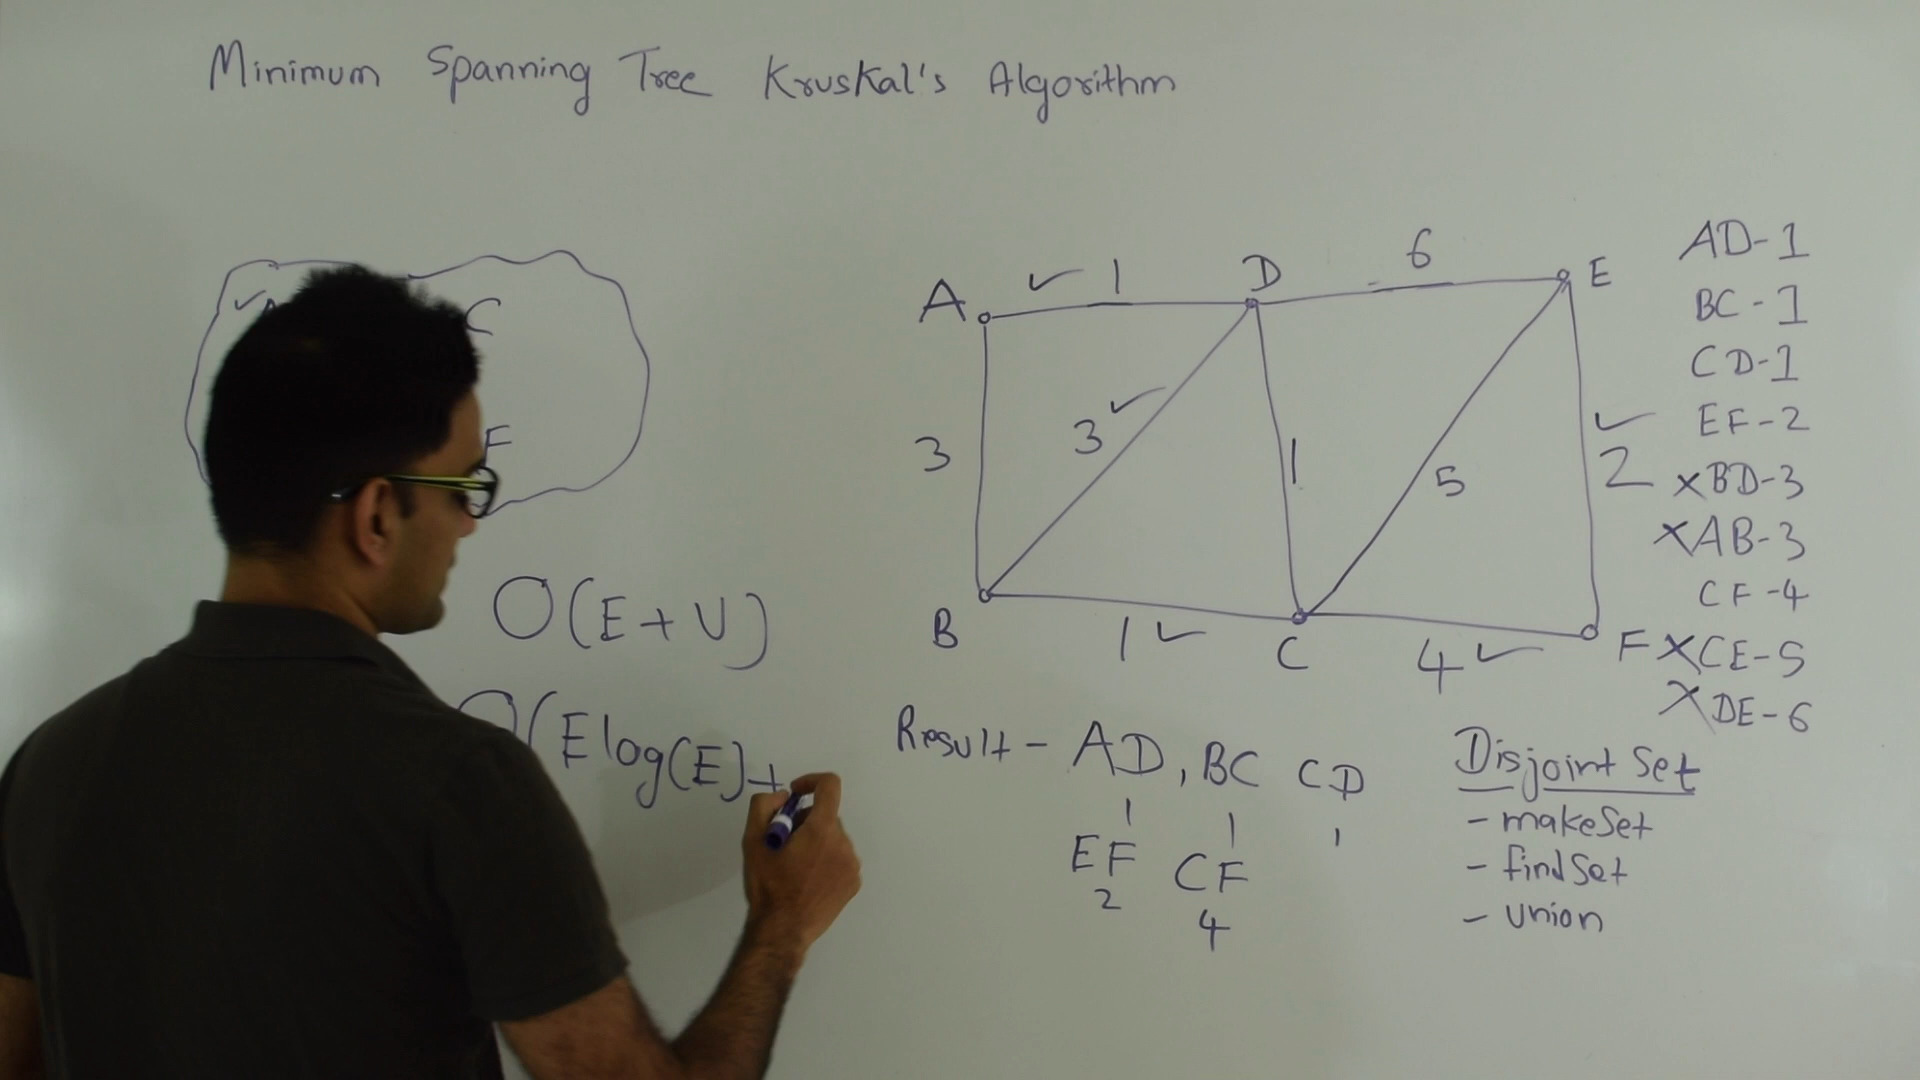 Minimum Spanning Tree Kruskal's Algorithm
C
F
O(E+V)
O(Elog(E)+
A 1 D 6 E
3 3 1 5 2
B 1 C 4 F
AD-1
BC-1
CD-1
EF-2
XBD-3
XAB-3
CF-4
XCE-5
XDE-6
Result - AD, BC CD
1 1 1
EF CF
2 4
Disjoint Set
- makeSet
- findSet
- union